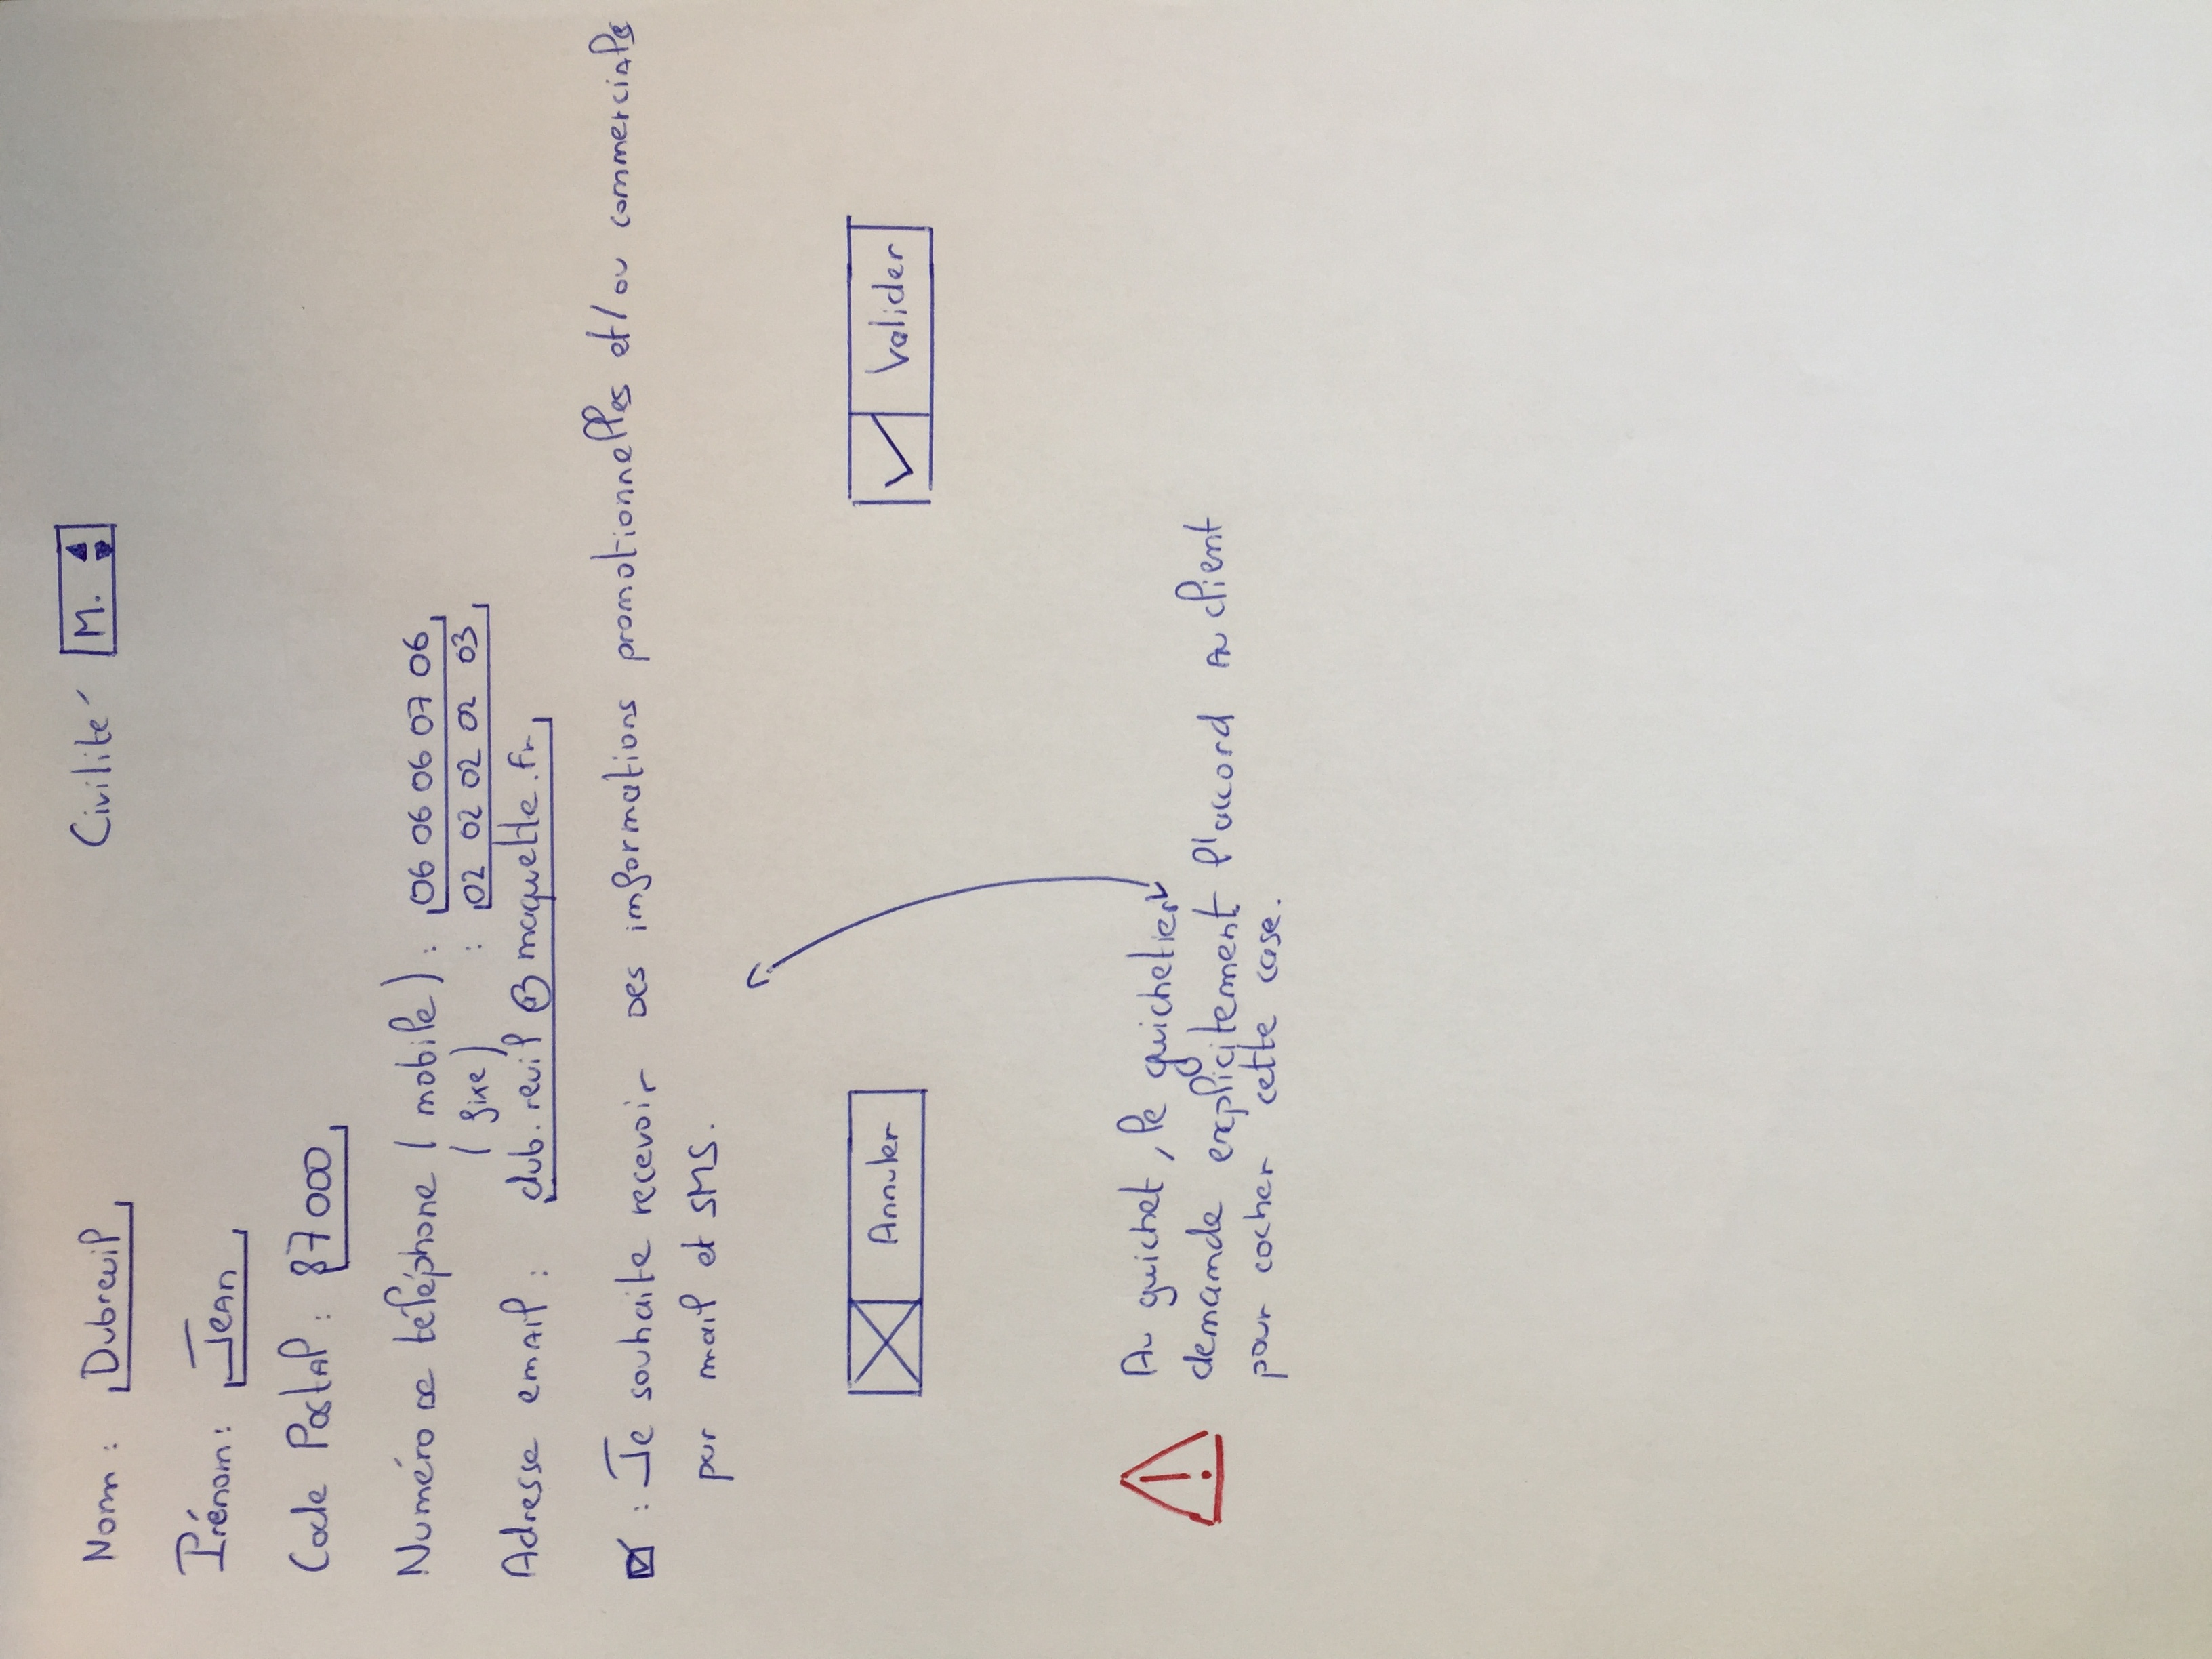 Nom : Dubreuil Civilité M.
Prénom : Jean
Code Postal : 87000
Numéro de téléphone (mobile) : 06 06 06 07 06
(fixe) : 02 02 02 02 03
Adresse email : dub.reuil@maquette.fr
: Je souhaite recevoir des informations promotionnelles et/ou commerciales
par mail et SMS.
Annuler Valider
Au guichet, le guichetier
demande explicitement l'accord au client
pour cocher cette case.